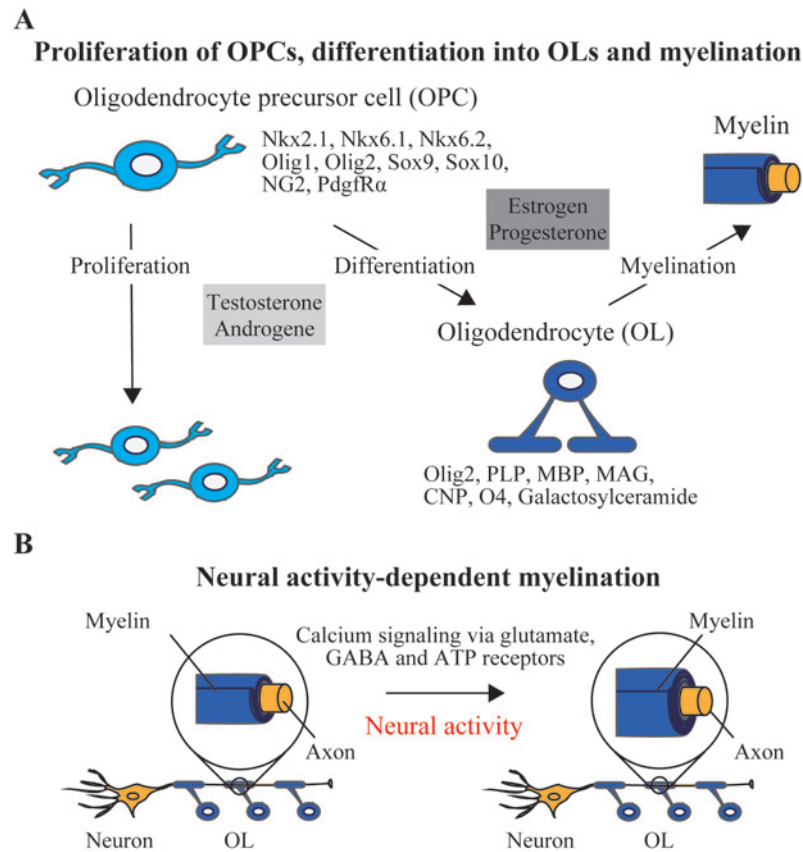 A
Proliferation of OPCs, differentiation into OLs and myelination
Oligodendrocyte precursor cell (OPC)
Nkx2.1, Nkx6.1, Nkx6.2,
Olig1, Olig2, Sox9, Sox10,
NG2, PdgfRα
Myelin
Estrogen
Progesterone
Proliferation
Differentiation
Myelination
Testosterone
Androgene
Oligodendrocyte (OL)
Olig2, PLP, MBP, MAG,
CNP, O4, Galactosylceramide
B
Neural activity-dependent myelination
Myelin
Calcium signaling via glutamate,
GABA and ATP receptors
Neural activity
Axon
Neuron
OL
Myelin
Axon
Neuron
OL